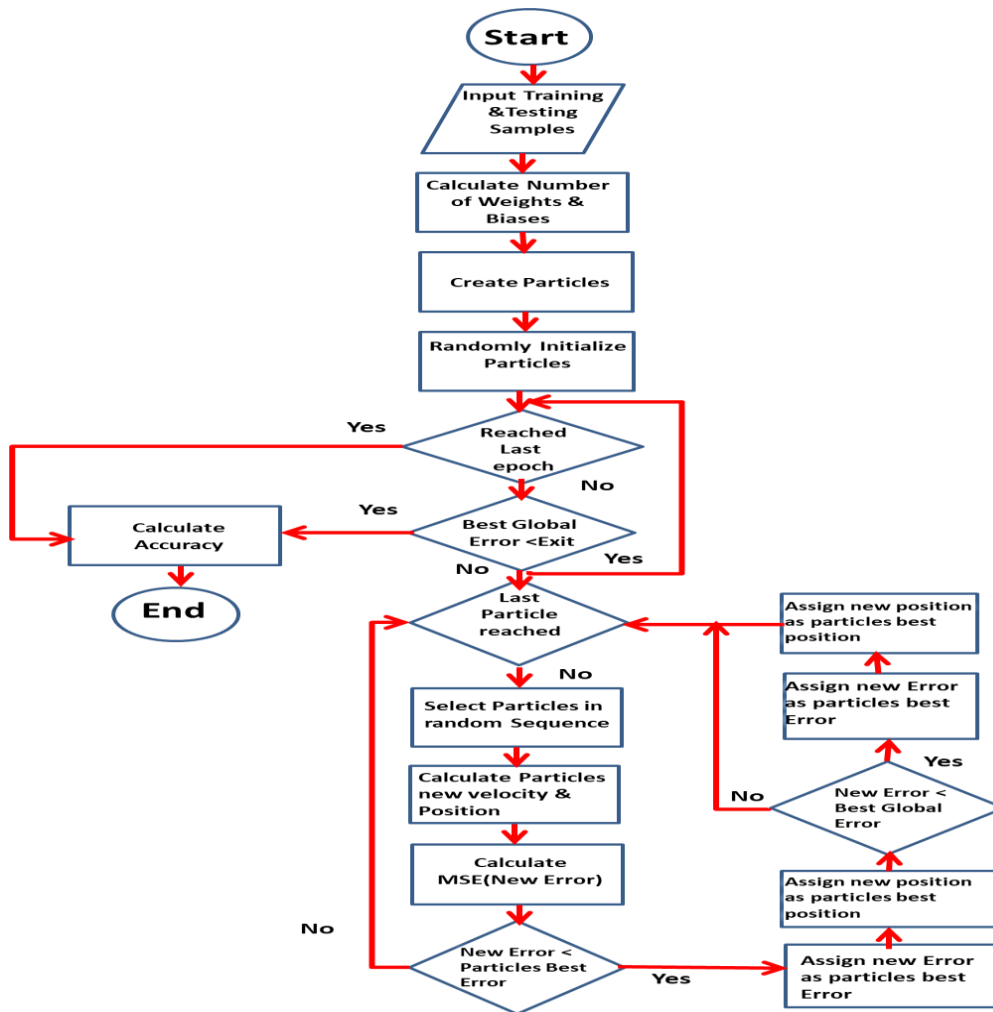 Start
Input Training
&Testing
Samples
Calculate Number
of Weights &
Biases
Create Particles
Randomly Initialize
Particles
Yes
Reached
Last
epoch
No
Yes
Best Global
Error <Exit
Calculate
Accuracy
No
Yes
End
Last
Particle
reached
Assign new position
as particles best
position
No
Select Particles in
random Sequence
Assign new Error
as particles best
Error
Calculate Particles
new velocity &
Position
Yes
No
New Error <
Best Global
Error
Calculate
MSE(New Error)
Assign new position
as particles best
position
No
New Error <
Particles Best
Error
Yes
Assign new Error
as particles best
Error